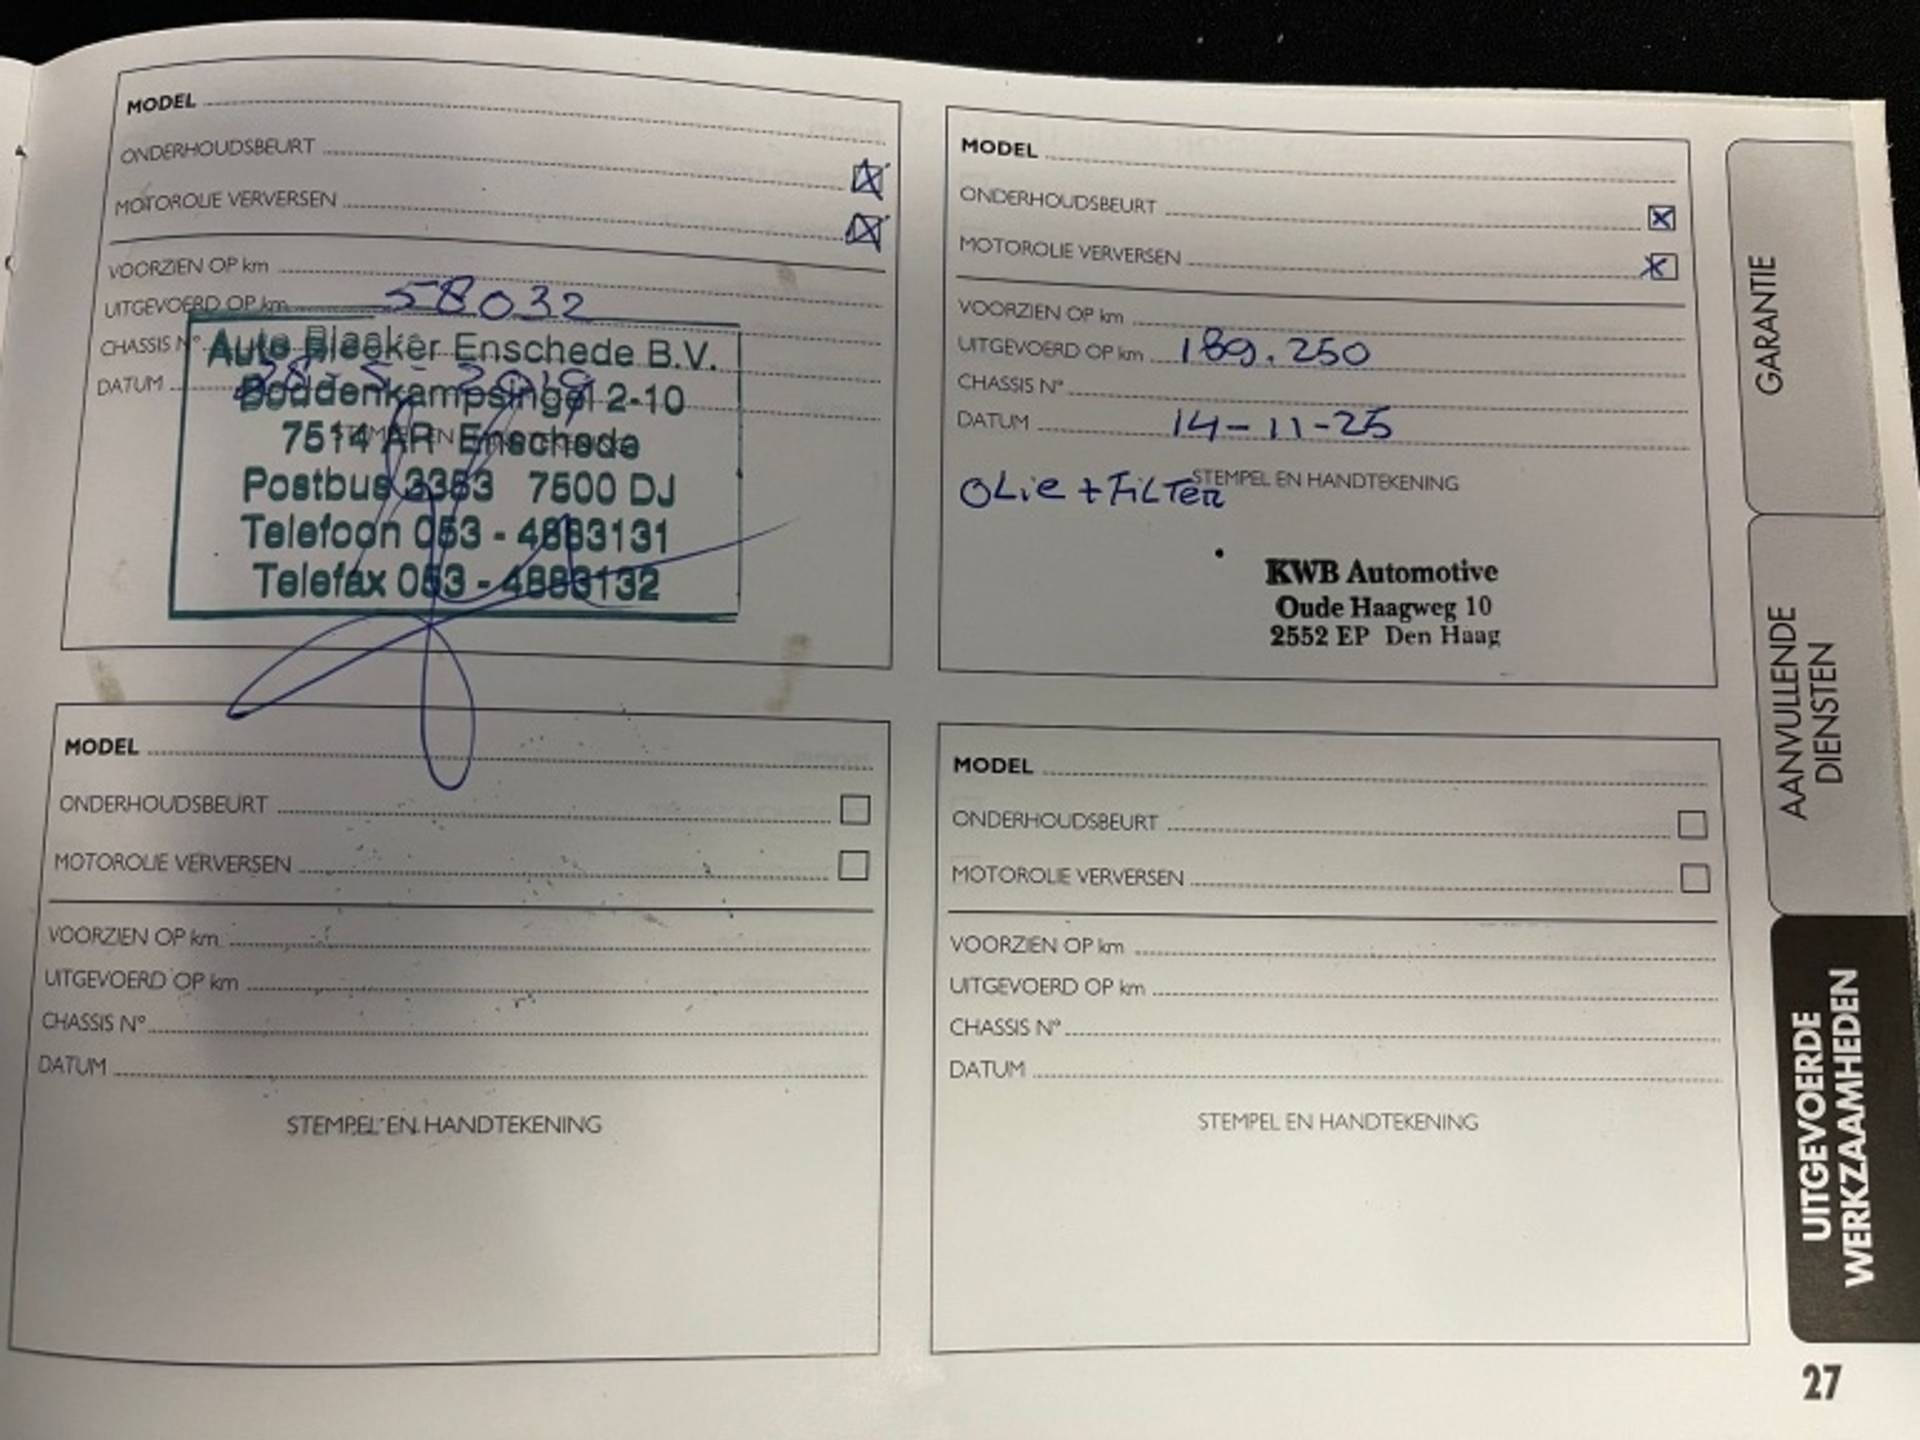 MODEL
ONDERHOUDSBEURT
MOTOROLIE VERVERSEN
VOORZIEN OP km
UITGEVOERD OP km 58032
CHASSIS N°
DATUM
Auto Bleeker Enschede B.V.
Boddenkampsingel 2-10
7514 AR Enschede
Postbus 3353 7500 DJ
Telefoon 053 - 4883131
Telefax 053 - 4883132
MODEL
ONDERHOUDSBEURT
MOTOROLIE VERVERSEN
VOORZIEN OP km
UITGEVOERD OP km 189.250
CHASSIS N°
DATUM 14-11-25
STEMPEL EN HANDTEKENING
OLie + FiLTer
KWB Automotive
Oude Haagweg 10
2552 EP Den Haag
MODEL
ONDERHOUDSBEURT
MOTOROLIE VERVERSEN
VOORZIEN OP km
UITGEVOERD OP km
CHASSIS N°
DATUM
STEMPEL EN HANDTEKENING
MODEL
ONDERHOUDSBEURT
MOTOROLIE VERVERSEN
VOORZIEN OP km
UITGEVOERD OP km
CHASSIS N°
DATUM
STEMPEL EN HANDTEKENING
GARANTIE
AANVULLENDE
DIENSTEN
UITGEVOERDE
WERKZAAMHEDEN
27